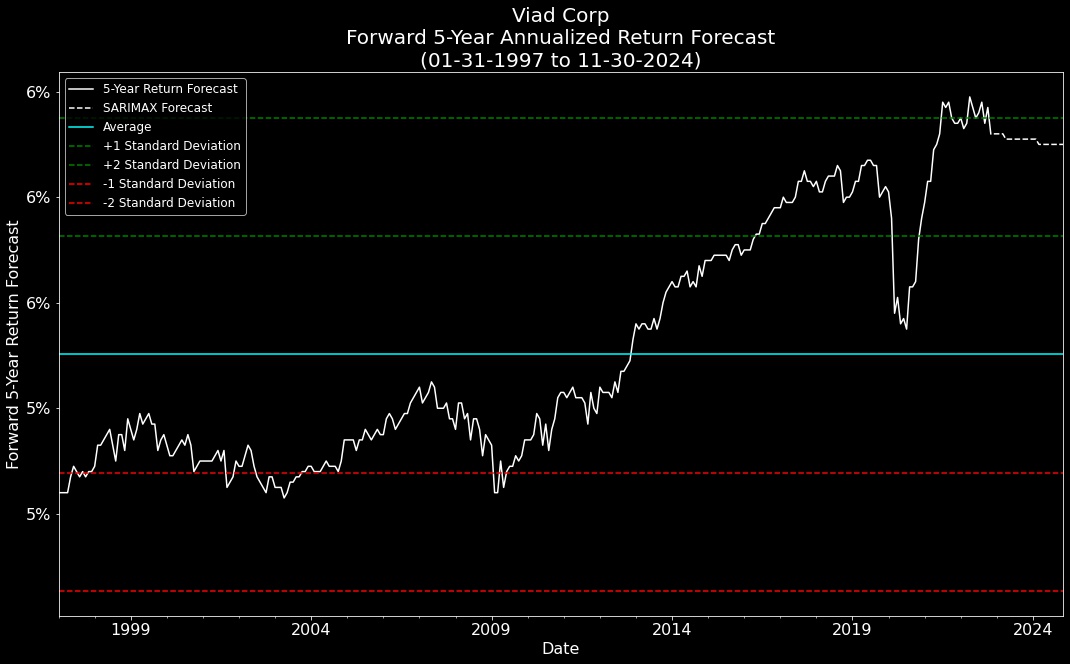 Viad Corp
Forward 5-Year Annualized Return Forecast
(01-31-1997 to 11-30-2024)
6%
6%
6%
5%
5%
Forward 5-Year Return Forecast
5-Year Return Forecast
SARIMAX Forecast
Average
+1 Standard Deviation
+2 Standard Deviation
-1 Standard Deviation
-2 Standard Deviation
1999
2004
2009
2014
2019
2024
Date